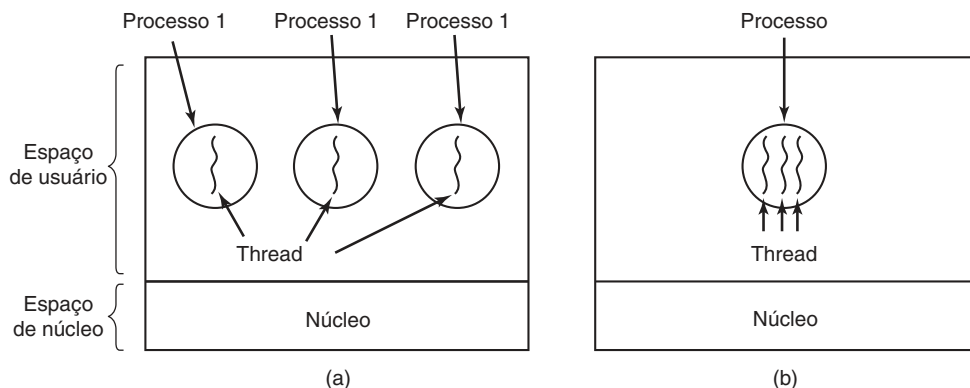 Processo 1
Processo 1
Processo 1
Processo
Espaço
de usuário
Thread
Thread
Espaço
de núcleo
Núcleo
Núcleo
(a)
(b)